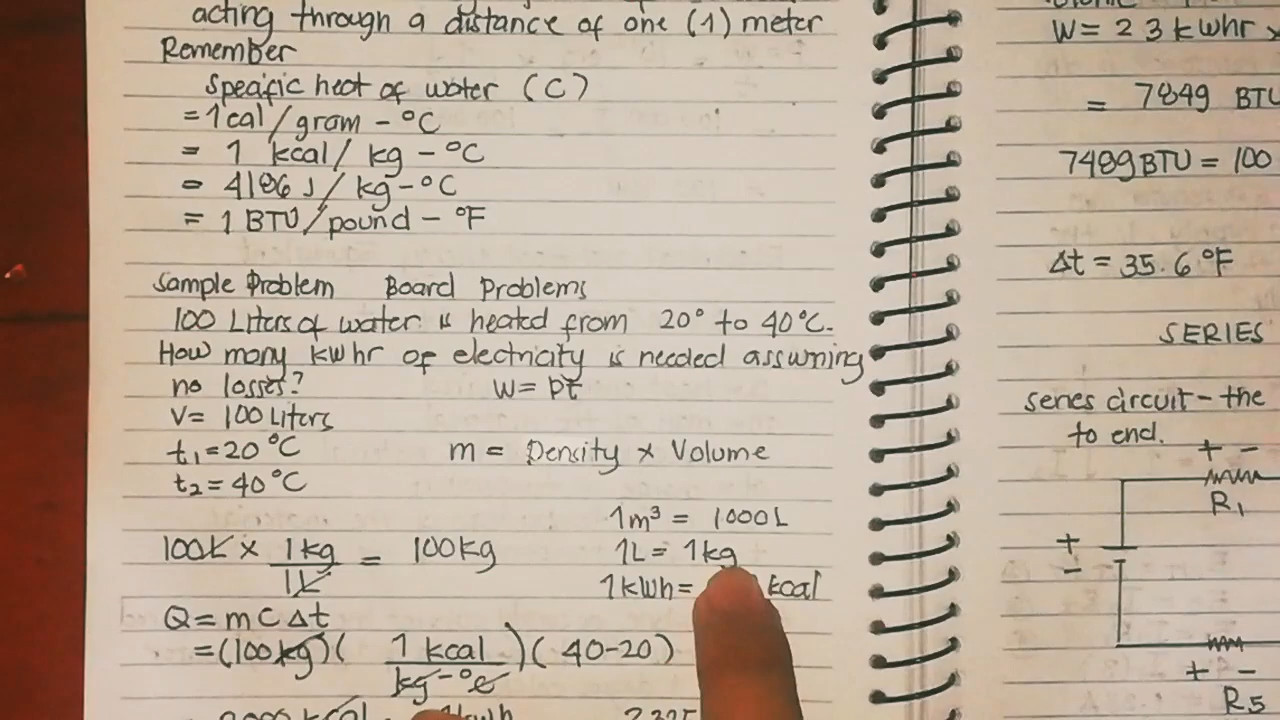 acting through a distance of one (1) meter
Remember
Specific heat of water (C)
= 1 cal/gram - °C
= 1 kcal/ kg - °C
= 4186 J / kg - °C
= 1 BTU/pound - °F
Sample Problem Board Problems
100 Liters of water is heated from 20° to 40°C.
How many kwhr of electricity is needed assuming
no losses? W = Pt
V = 100 Liters
t₁ = 20 °C m = Density x Volume
t₂ = 40 °C
1m³ = 1000L
100L x 1kg / 1L = 100kg 1L = 1kg
1kwh = kcal
Q = m C Δt
= (100kg) ( 1 kcal / kg - °C ) ( 40-20)
W = 2 3 kwhr x
= 7849 BTU
7489 BTU = 100
Δt = 35.6 °F
SERIES
series circuit - the
to end.
+ -
R₁
+
-
+ -
R5